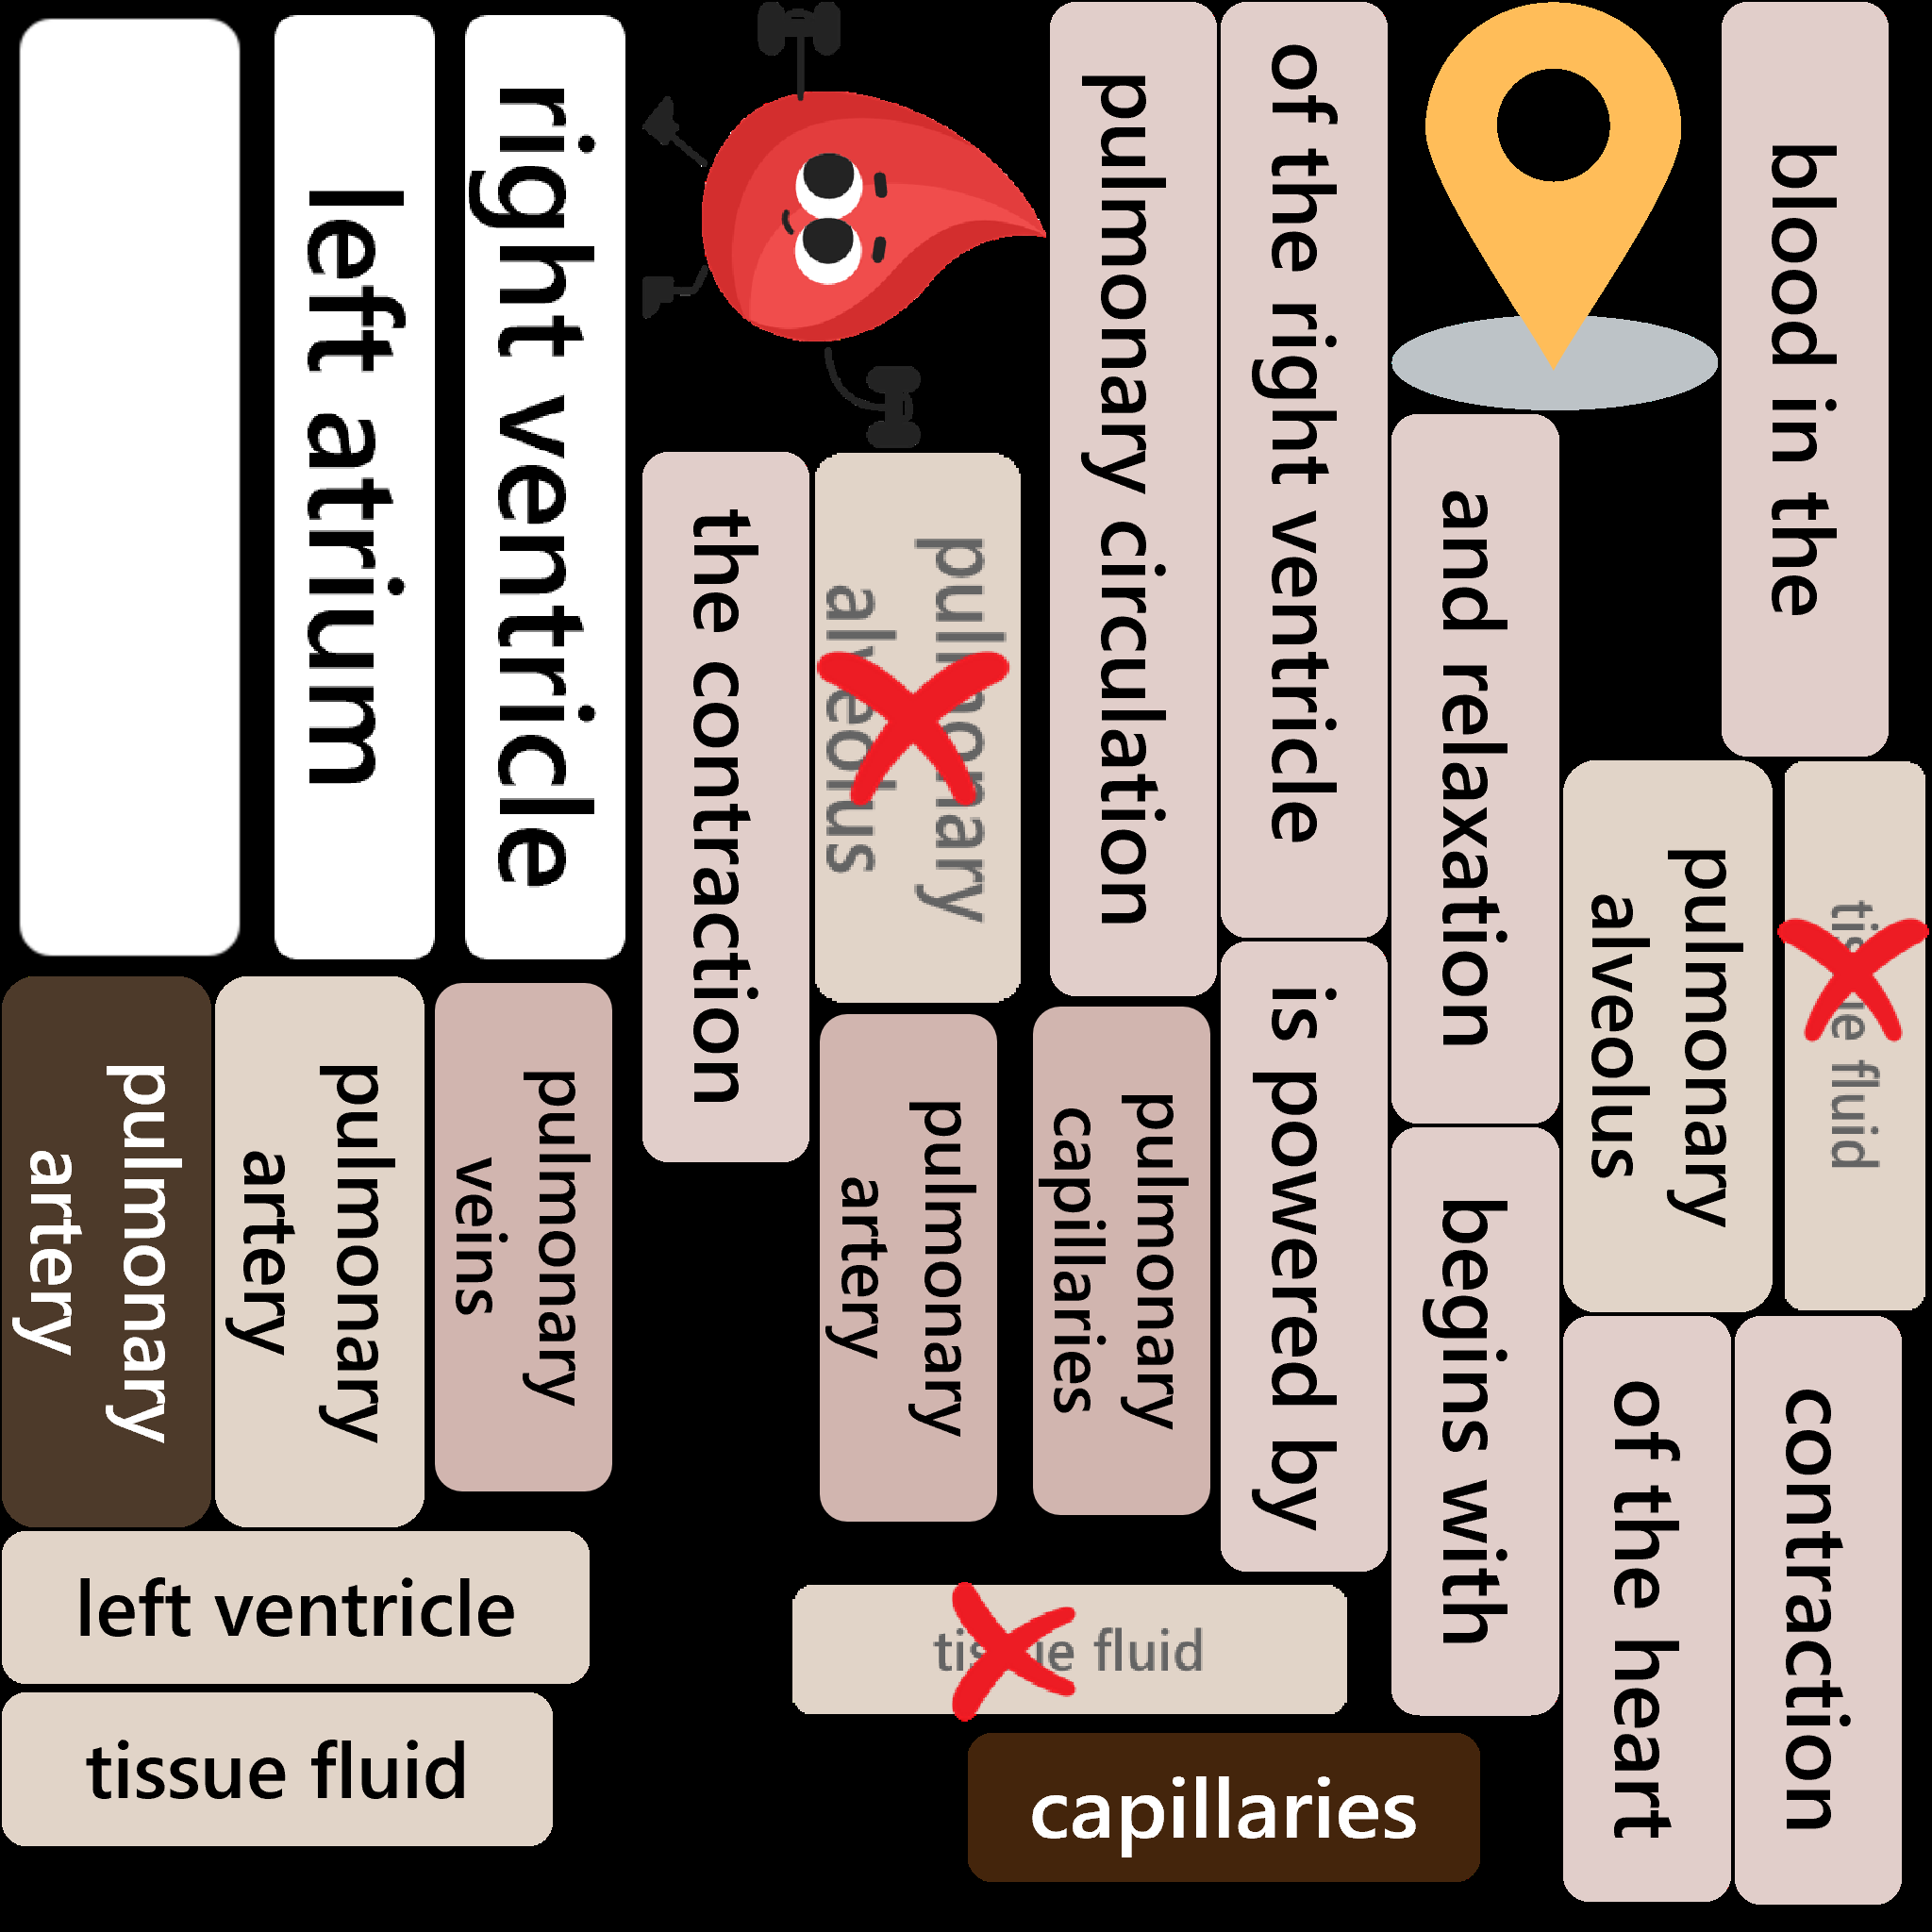 left atrium
right ventricle
the contraction
pulmonary
alveolus
pulmonary circulation
of the right ventricle
and relaxation
blood in the
pulmonary
alveolus
tissue fluid
pulmonary
artery
pulmonary
artery
pulmonary
veins
pulmonary
artery
pulmonary
capillaries
is powered by
begins with
of the heart
contraction
left ventricle
tissue fluid
tissue fluid
capillaries